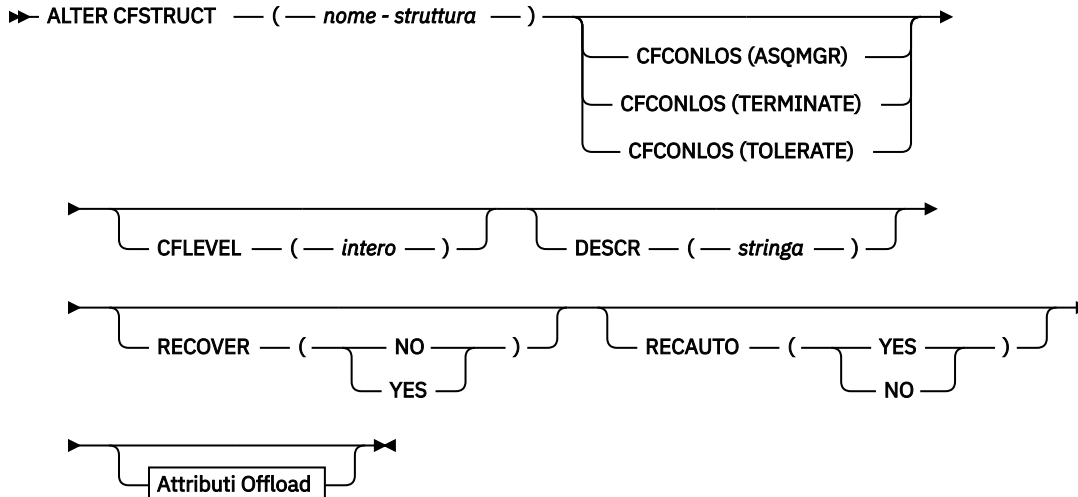 ALTER CFSTRUCT ( nome - struttura )
CFCONLOS (ASQMGR)
CFCONLOS (TERMINATE)
CFCONLOS (TOLERATE)
CFLEVEL ( intero ) DESCR ( stringa )
RECOVER ( NO ) RECAUTO ( YES )
YES NO
Attributi Offload